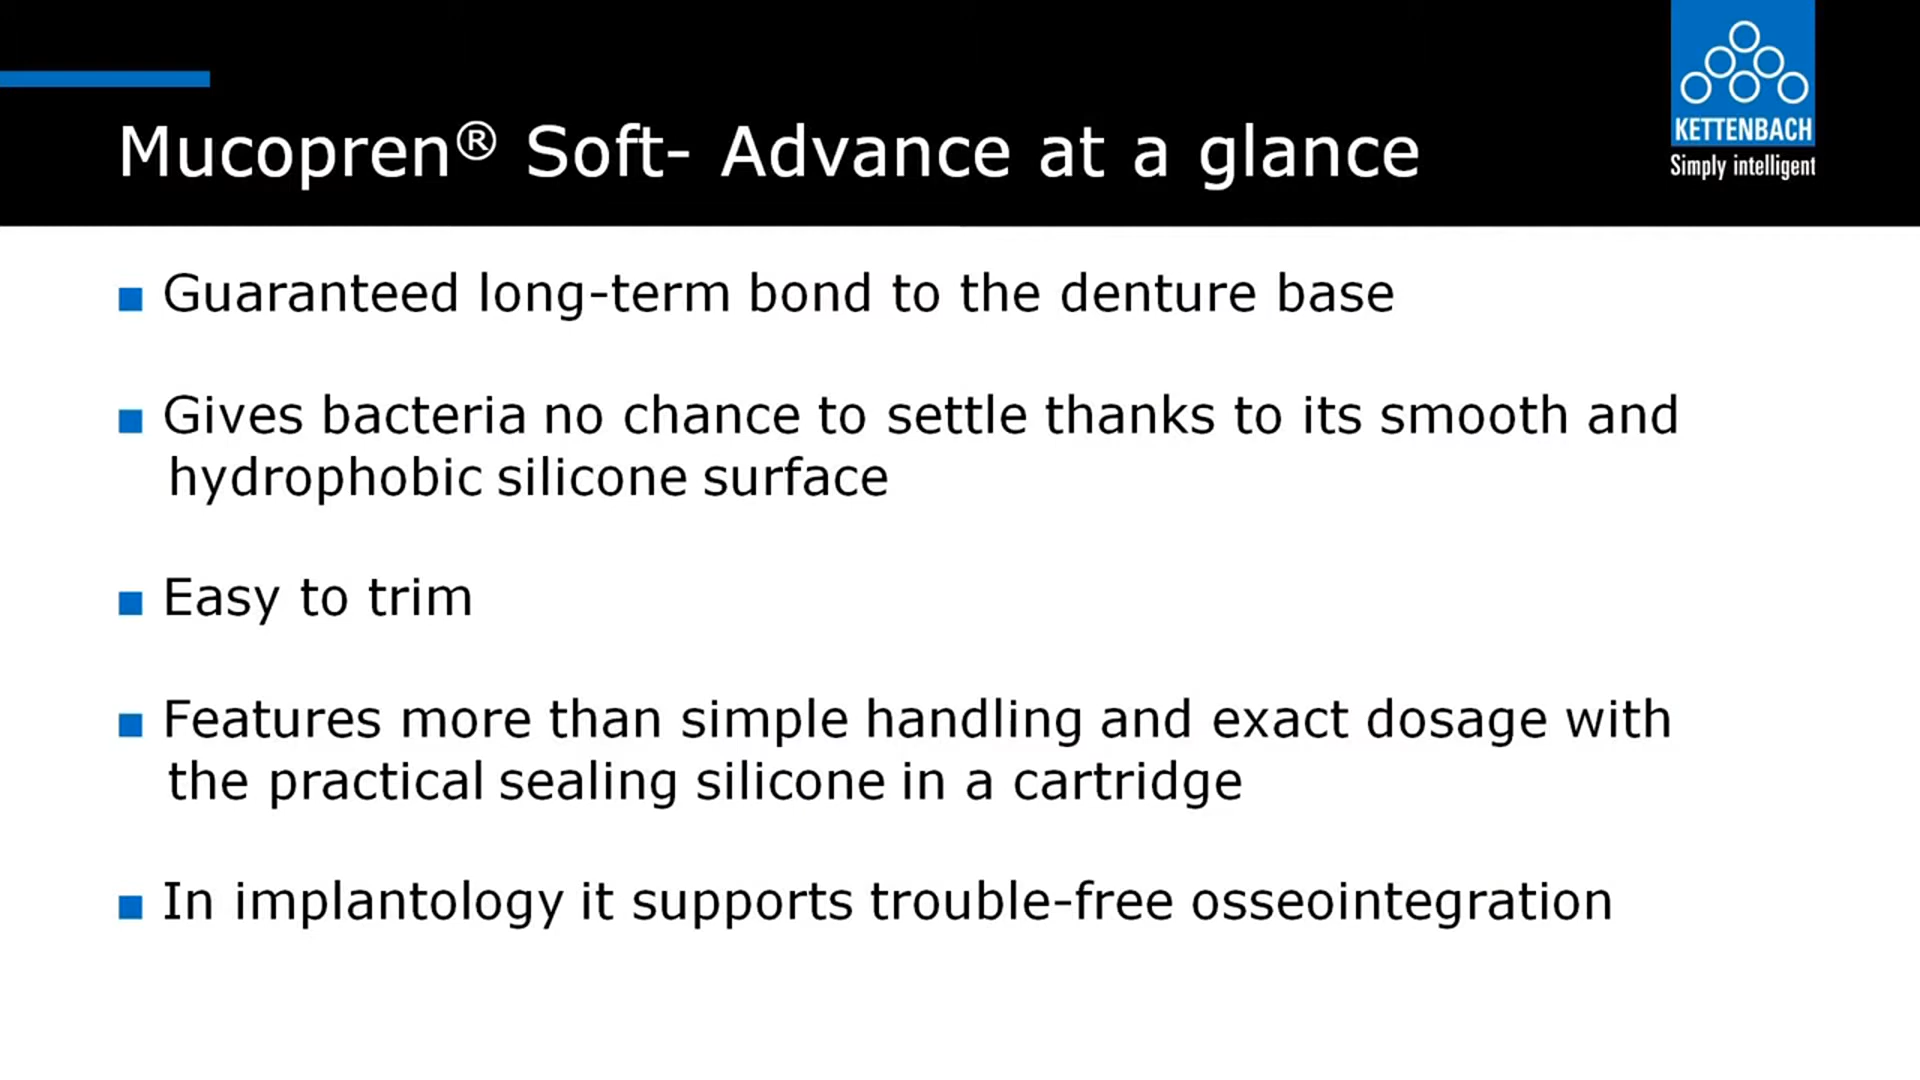 KETTENBACH
Simply intelligent
Mucopren® Soft- Advance at a glance
■ Guaranteed long-term bond to the denture base
■ Gives bacteria no chance to settle thanks to its smooth and
hydrophobic silicone surface
■ Easy to trim
■ Features more than simple handling and exact dosage with
the practical sealing silicone in a cartridge
■ In implantology it supports trouble-free osseointegration